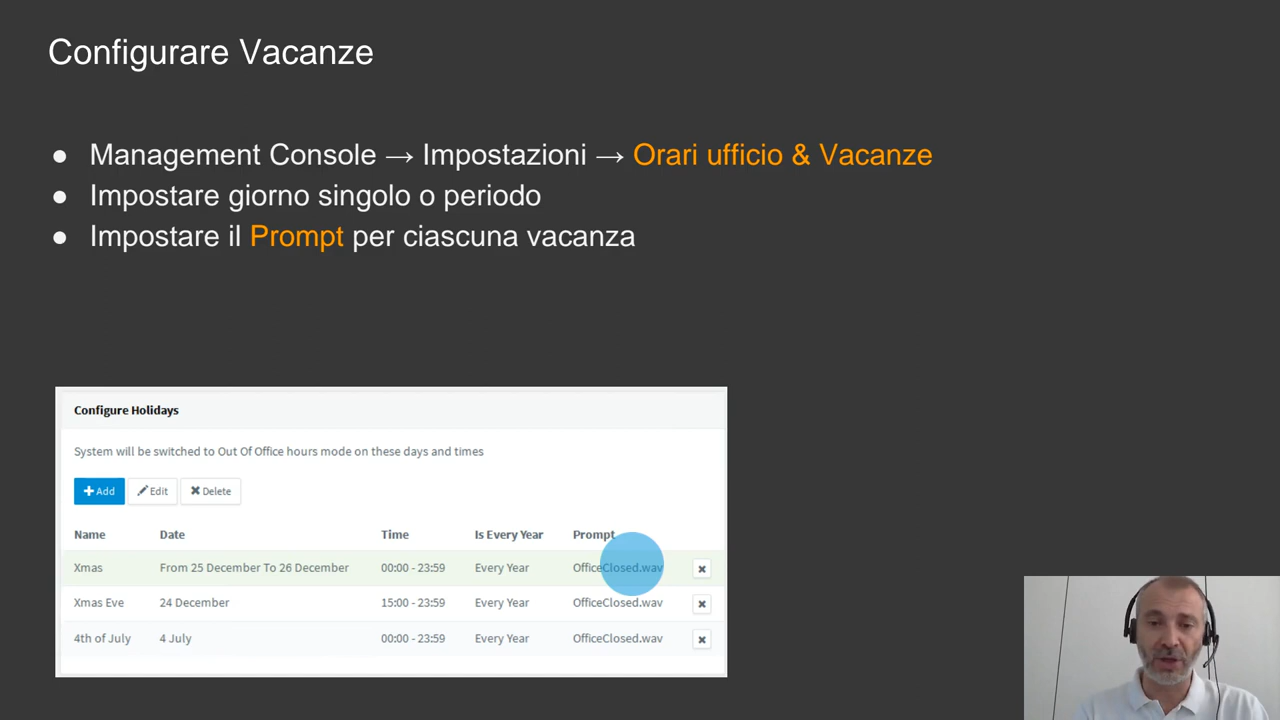 Configurare Vacanze
● Management Console → Impostazioni → Orari ufficio & Vacanze
● Impostare giorno singolo o periodo
● Impostare il Prompt per ciascuna vacanza
Configure Holidays
System will be switched to Out Of Office hours mode on these days and times
Add Edit Delete
Name Date Time Is Every Year Prompt
Xmas From 25 December To 26 December 00:00 - 23:59 Every Year OfficeClosed.wav
Xmas Eve 24 December 15:00 - 23:59 Every Year OfficeClosed.wav
4th of July 4 July 00:00 - 23:59 Every Year OfficeClosed.wav